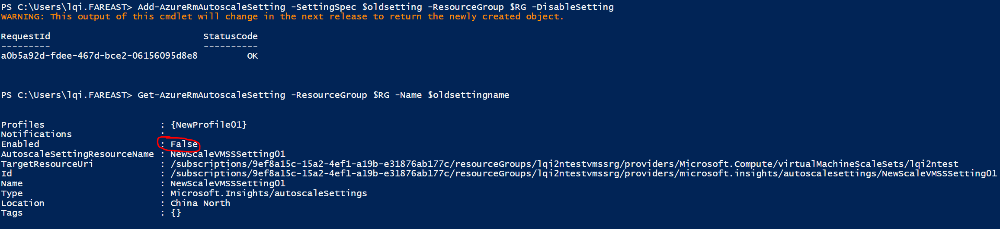 PS C:\Users\lqi.FAREAST> Add-AzureRmAutoscaleSetting -SettingSpec $oldsetting -ResourceGroup $RG -DisableSetting
WARNING: This output of this cmdlet will change in the next release to return the newly created object.
RequestId                            StatusCode
---------                            ----------
a0b5a92d-fdee-467d-bce2-06156095d8e8         OK
PS C:\Users\lqi.FAREAST> Get-AzureRmAutoscaleSetting -ResourceGroup $RG -Name $oldsettingname
Profiles                     : {NewProfile01}
Notifications                :
Enabled                      : False
AutoscaleSettingResourceName : NewScaleVMSSSetting01
TargetResourceUri            : /subscriptions/9ef8a15c-15a2-4ef1-a19b-e31876ab177c/resourceGroups/lqi2ntestvmssrg/providers/Microsoft.Compute/virtualMachineScaleSets/lqi2ntest
Id                           : /subscriptions/9ef8a15c-15a2-4ef1-a19b-e31876ab177c/resourceGroups/lqi2ntestvmssrg/providers/microsoft.insights/autoscalesettings/NewScaleVMSSSetting01
Name                         : NewScaleVMSSSetting01
Type                         : Microsoft.Insights/autoscaleSettings
Location                     : China North
Tags                         : {}